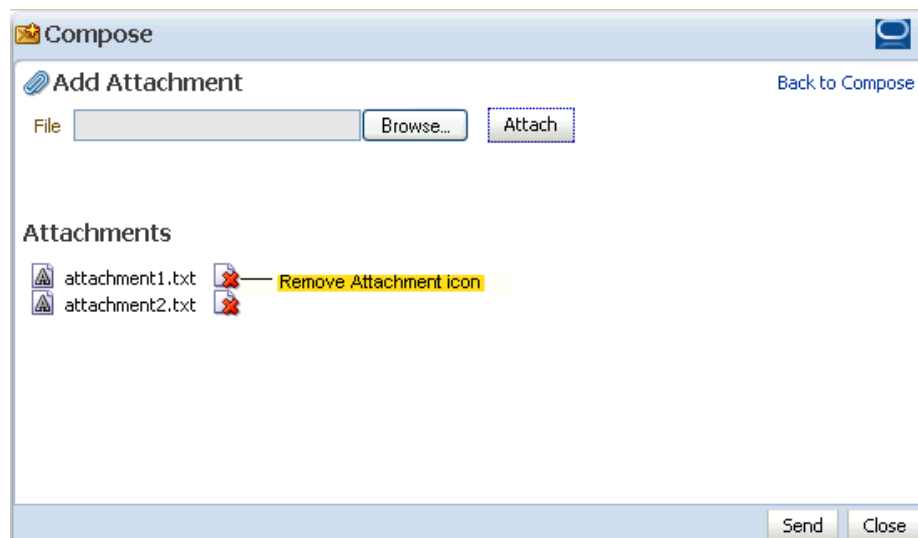 Compose
Add Attachment
Back to Compose
File Browse... Attach
Attachments
attachment1.txt Remove Attachment icon
attachment2.txt
Send Close